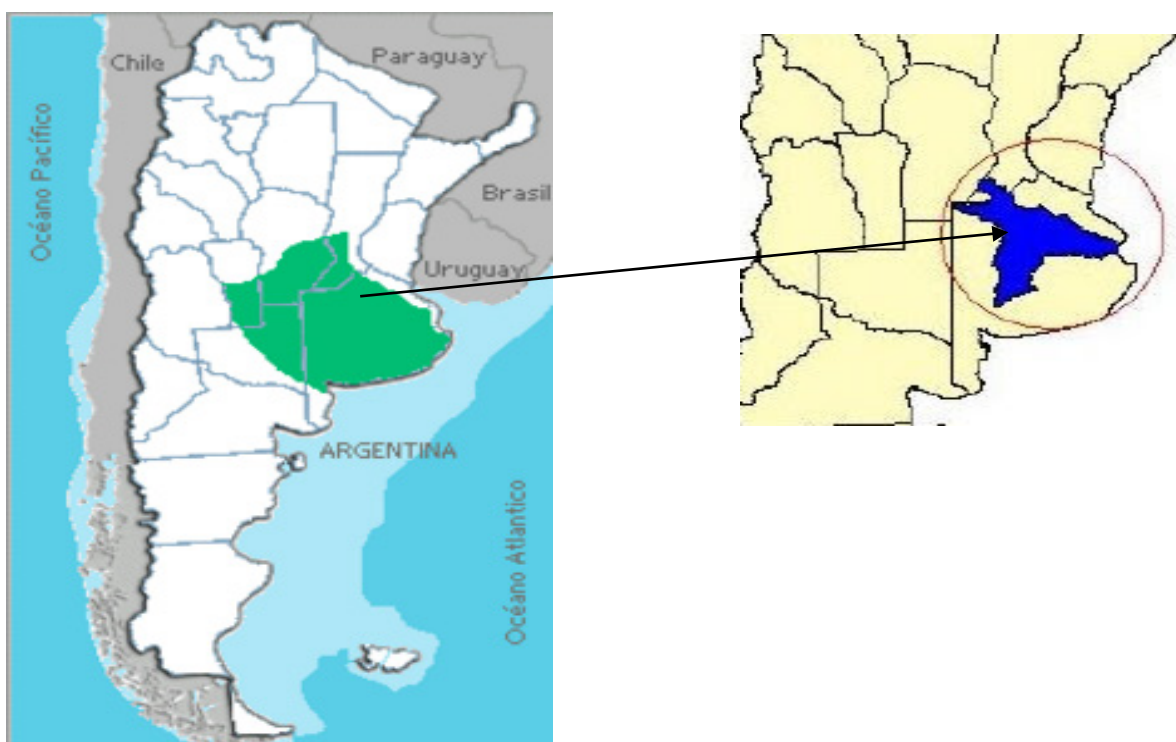 Chile
Paraguay
Océano Pacífico
Brasil
Uruguay
ARGENTINA
Océano Atlantico